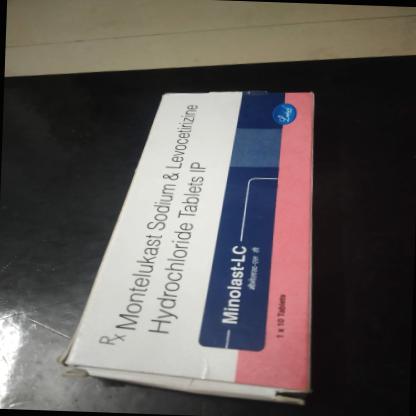 Rx Montelukast Sodium & Levocetirizine
Hydrochloride Tablets IP
Minolast-LC
1 x 10 Tablets